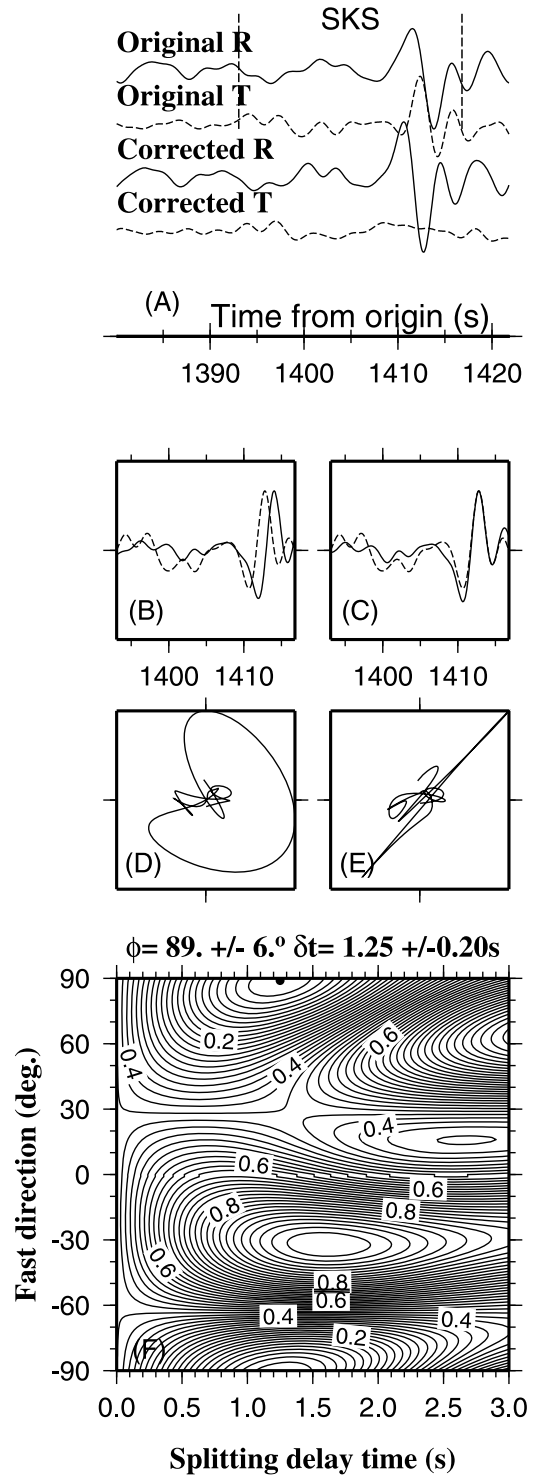 SKS
Original R
Original T
Corrected R
Corrected T
(A) Time from origin (s)
1390 1400 1410 1420
(B) (C)
1400 1410 1400 1410
(D) (E)
ϕ= 89. +/- 6.º δt= 1.25 +/-0.20s
Fast direction (deg.)
90
60
30
0
-30
-60
-90
0.2
0.4
0.4
0.6
0.4
0.6
0.6
0.8
0.8
0.6
0.8
0.6
0.4
0.4
0.2
(F)
0.0 0.5 1.0 1.5 2.0 2.5 3.0
Splitting delay time (s)